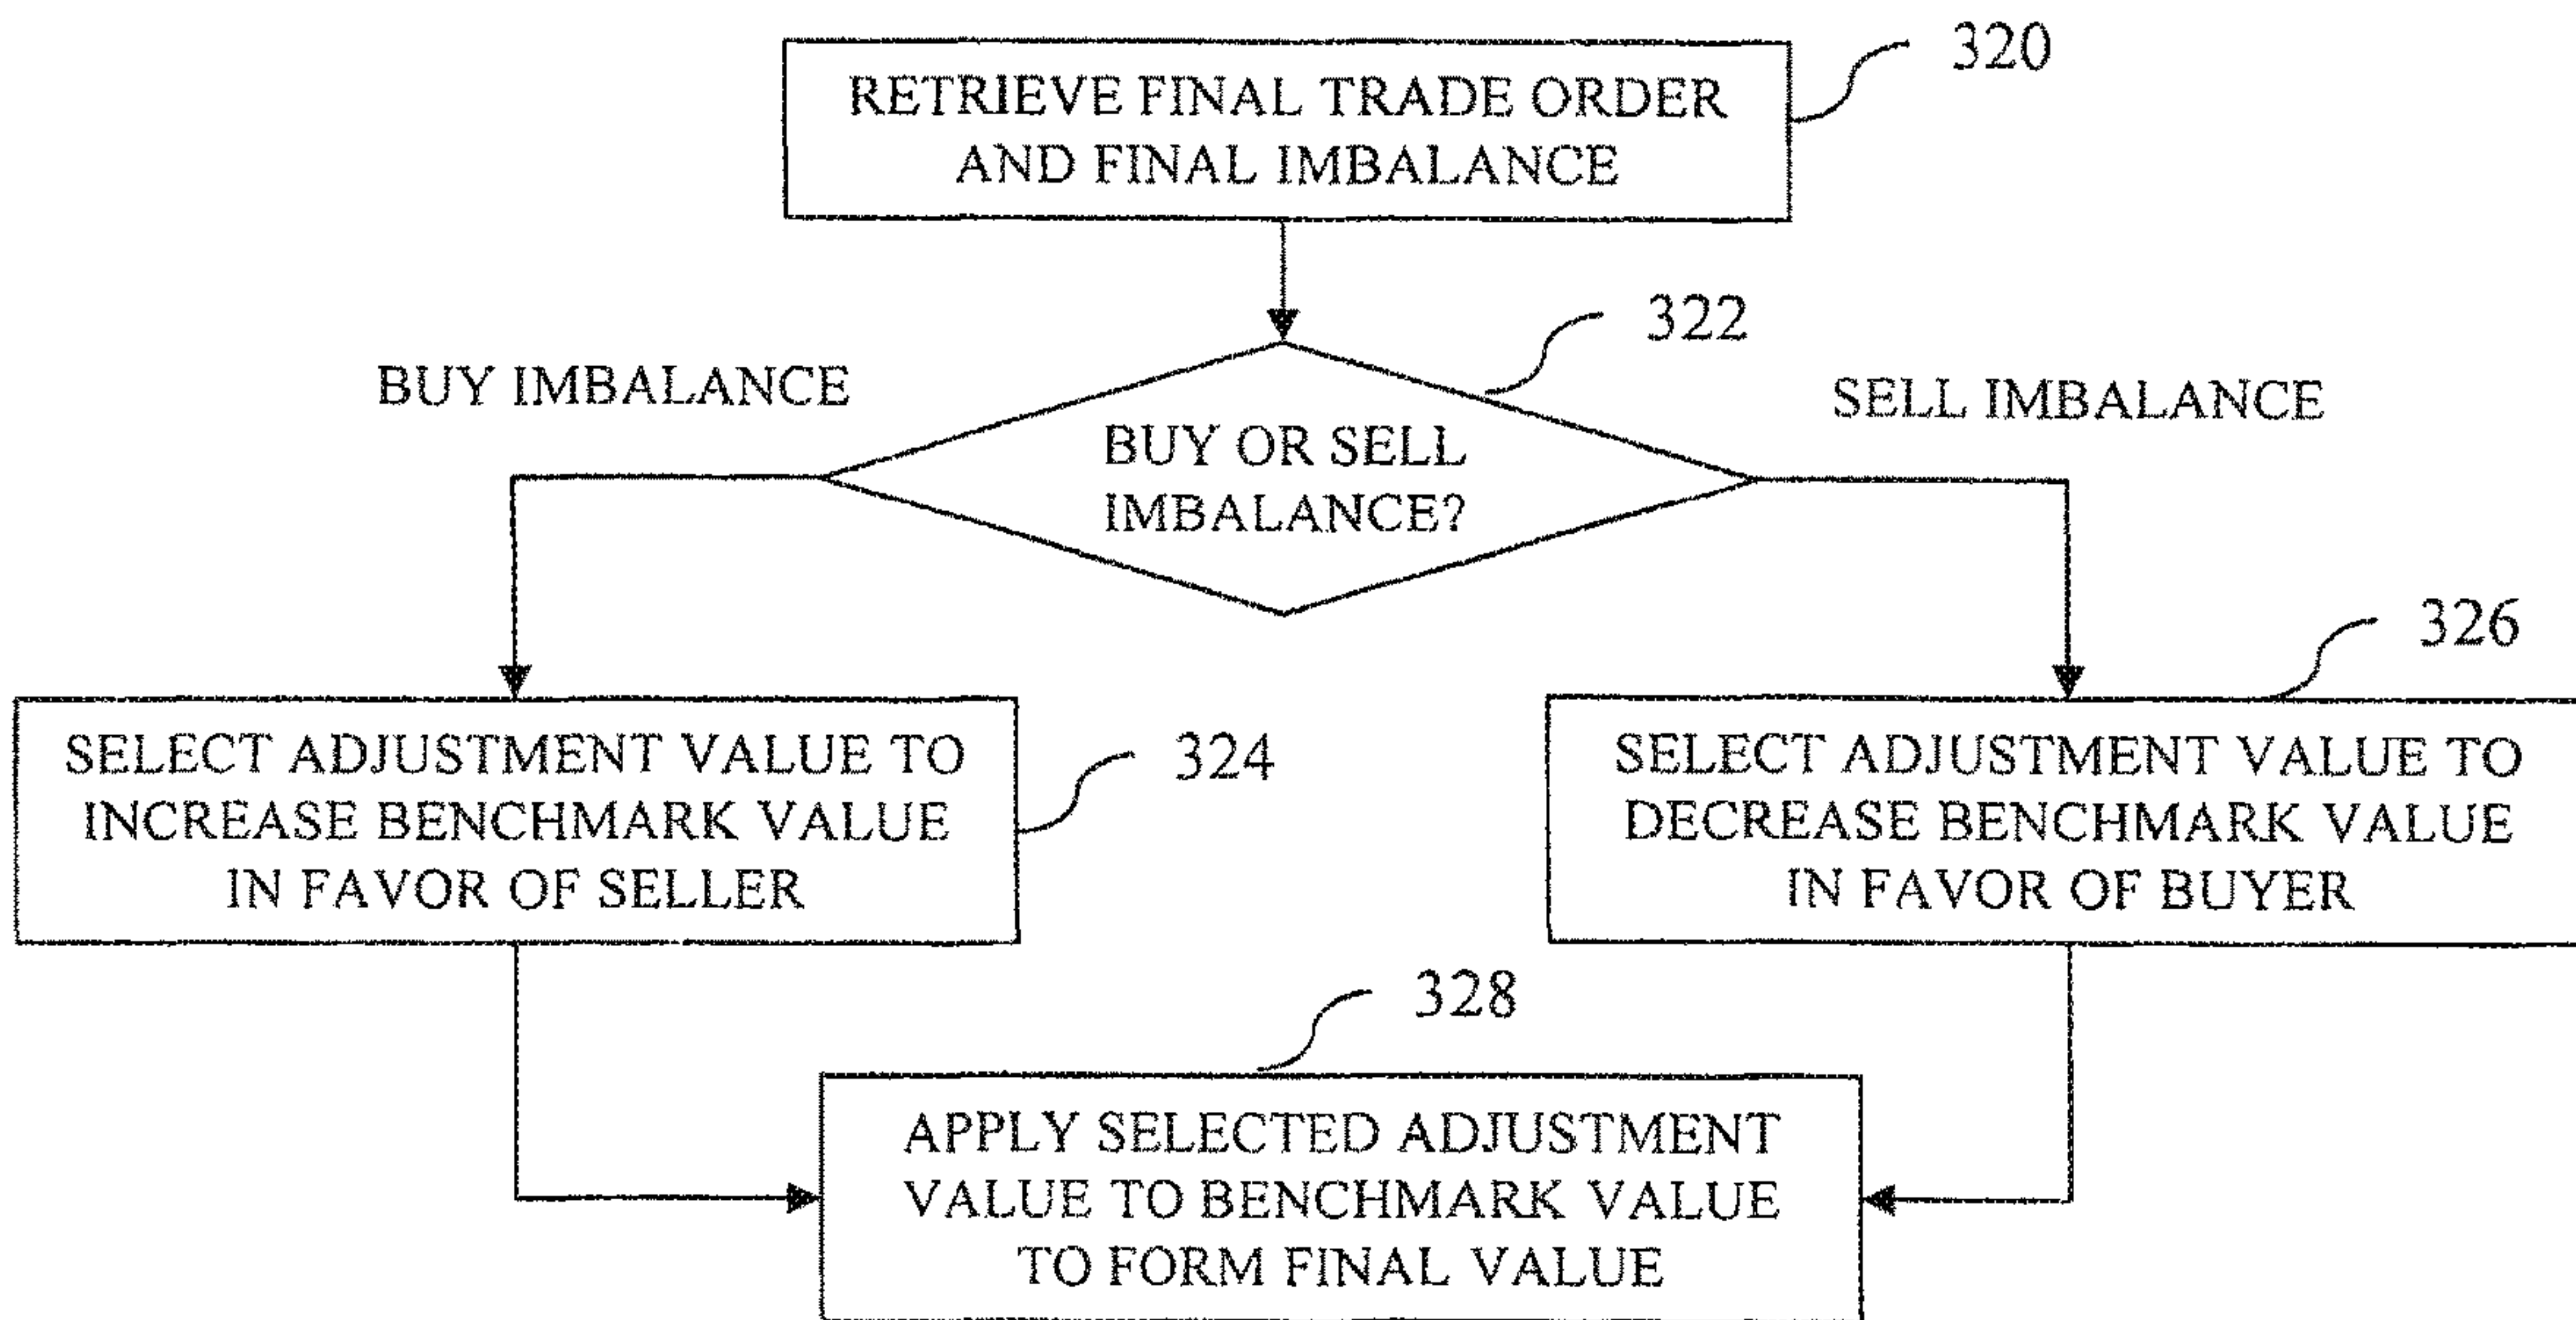 320
RETRIEVE FINAL TRADE ORDER
AND FINAL IMBALANCE
322
BUY IMBALANCE
SELL IMBALANCE
BUY OR SELL
IMBALANCE?
326
SELECT ADJUSTMENT VALUE TO
INCREASE BENCHMARK VALUE
IN FAVOR OF SELLER
324
SELECT ADJUSTMENT VALUE TO
DECREASE BENCHMARK VALUE
IN FAVOR OF BUYER
328
APPLY SELECTED ADJUSTMENT
VALUE TO BENCHMARK VALUE
TO FORM FINAL VALUE